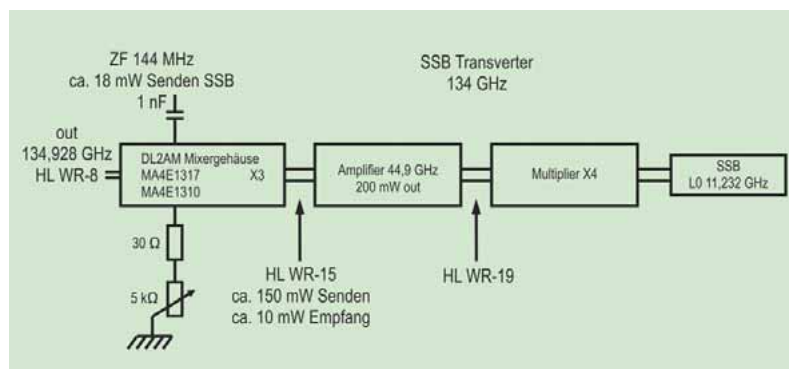 ZF 144 MHz
ca. 18 mW Senden SSB
1 nF
SSB Transverter
134 GHz
out
134,928 GHz
HL WR-8
DL2AM Mixergehäuse
MA4E1317 X3
MA4E1310
Amplifier 44,9 GHz
200 mW out
Multiplier X4
SSB
LO 11,232 GHz
30 Ω
5 kΩ
HL WR-15
ca. 150 mW Senden
ca. 10 mW Empfang
HL WR-19